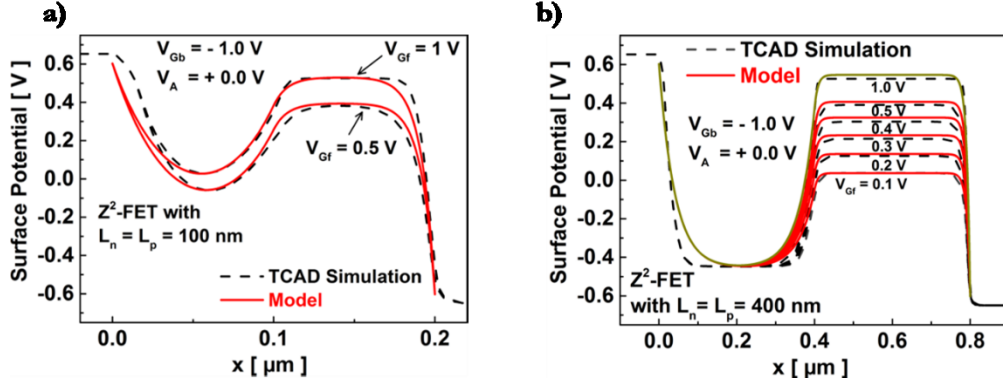 a)
Surface Potential [ V ]
0.6
0.4
0.2
0.0
-0.2
-0.4
-0.6
V_Gb = - 1.0 V
V_A = + 0.0 V
V_Gf = 1 V
V_Gf = 0.5 V
Z²-FET with
L_n = L_p = 100 nm
TCAD Simulation
Model
0.0
0.1
0.2
x [ µm ]
b)
Surface Potential [ V ]
0.6
0.4
0.2
0.0
-0.2
-0.4
-0.6
TCAD Simulation
Model
V_Gb = - 1.0 V
V_A = + 0.0 V
1.0 V
0.5 V
0.4 V
0.3 V
0.2 V
V_Gf = 0.1 V
Z²-FET
with L_n = L_p = 400 nm
0.0
0.2
0.4
0.6
0.8
x [ µm ]